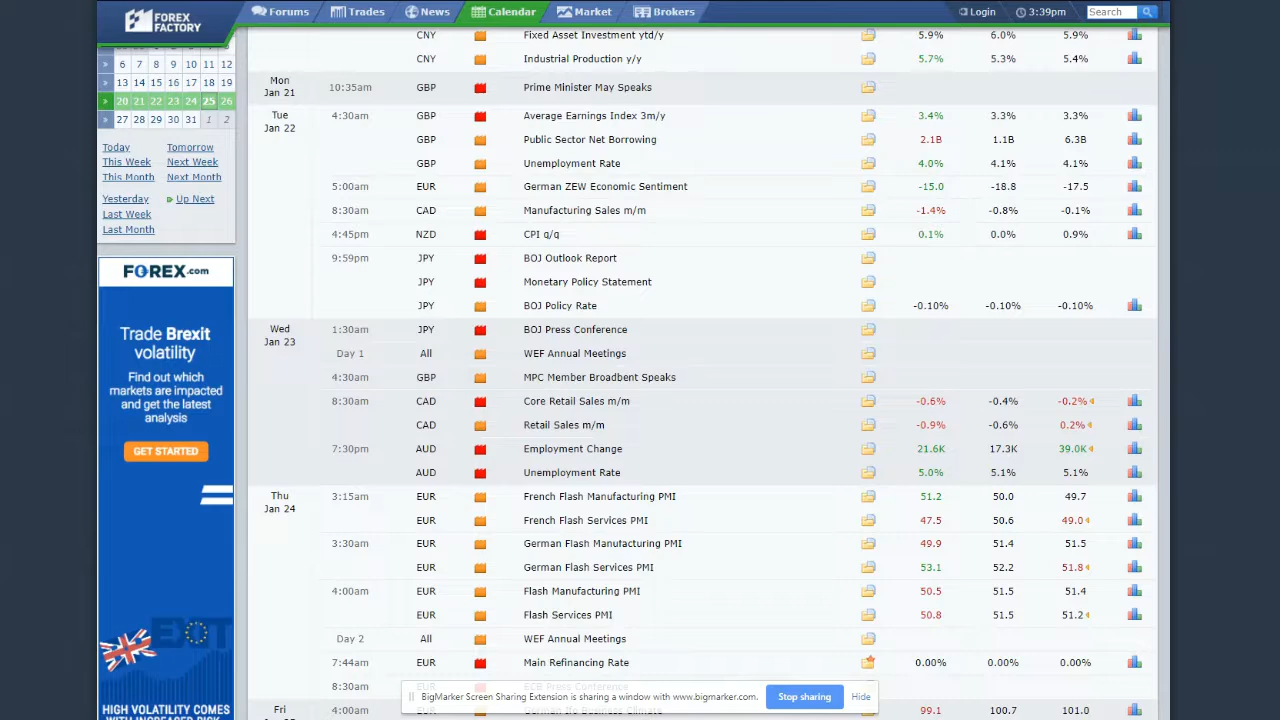 FOREX FACTORY
Forums Trades News Calendar Market Brokers Login 3:39pm Search
» 6 7 8 9 10 11 12
» 13 14 15 16 17 18 19
» 20 21 22 23 24 25 26
» 27 28 29 30 31 1 2
Today Tomorrow
This Week Next Week
This Month Next Month
Yesterday Up Next
Last Week
Last Month
FOREX.com
Trade Brexit
volatility
Find out which
markets are impacted
and get the latest
analysis
GET STARTED
EXIT
HIGH VOLATILITY COMES
WITH INCREASED RISK
CNY Fixed Asset Investment ytd/y 5.9% 6.0% 5.9%
CNY Industrial Production y/y 5.7% 5.3% 5.4%
Mon Jan 21 10:35am GBP Prime Minister May Speaks
Tue Jan 22 4:30am GBP Average Earnings Index 3m/y 3.4% 3.3% 3.3%
GBP Public Sector Net Borrowing 2.1B 1.1B 6.3B
GBP Unemployment Rate 4.0% 4.1% 4.1%
5:00am EUR German ZEW Economic Sentiment -15.0 -18.8 -17.5
8:30am CAD Manufacturing Sales m/m -1.4% -0.8% -0.1%
4:45pm NZD CPI q/q 0.1% 0.0% 0.9%
9:59pm JPY BOJ Outlook Report
JPY Monetary Policy Statement
JPY BOJ Policy Rate -0.10% -0.10% -0.10%
Wed Jan 23 1:30am JPY BOJ Press Conference
Day 1 All WEF Annual Meetings
4:30am GBP MPC Member Broadbent Speaks
8:30am CAD Core Retail Sales m/m -0.6% -0.4% -0.2%
CAD Retail Sales m/m -0.9% -0.6% 0.2%
7:30pm AUD Employment Change 21.6K 17.3K 39.0K
AUD Unemployment Rate 5.0% 5.1% 5.1%
Thu Jan 24 3:15am EUR French Flash Manufacturing PMI 51.2 50.0 49.7
EUR French Flash Services PMI 47.5 50.6 49.0
3:30am EUR German Flash Manufacturing PMI 49.9 51.4 51.5
EUR German Flash Services PMI 53.1 52.2 51.8
4:00am EUR Flash Manufacturing PMI 50.5 51.5 51.4
EUR Flash Services PMI 50.8 51.5 51.2
Day 2 All WEF Annual Meetings
7:44am EUR Main Refinancing Rate 0.00% 0.00% 0.00%
8:30am EUR ECB Press Conference
BigMarker Screen Sharing Extension is sharing a window with www.bigmarker.com. Stop sharing Hide
Fri 4:00am EUR German Ifo Business Climate 99.1 100.7 101.0